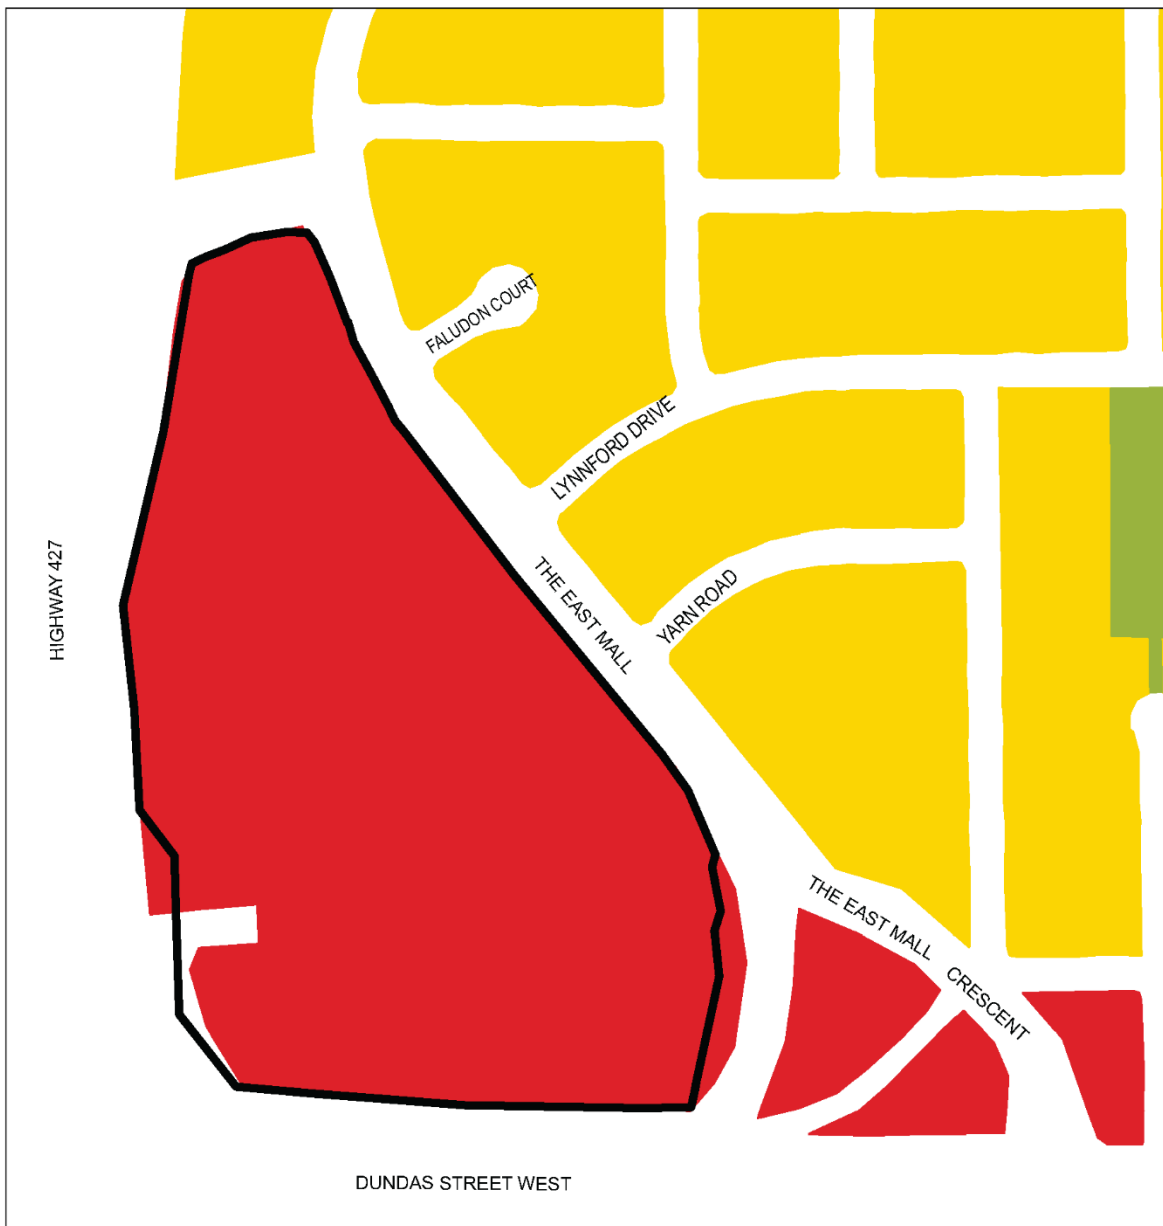 FALUDON COURT
LYNNFORD DRIVE
HIGHWAY 427
THE EAST MALL
YARN ROAD
THE EAST MALL CRESCENT
DUNDAS STREET WEST